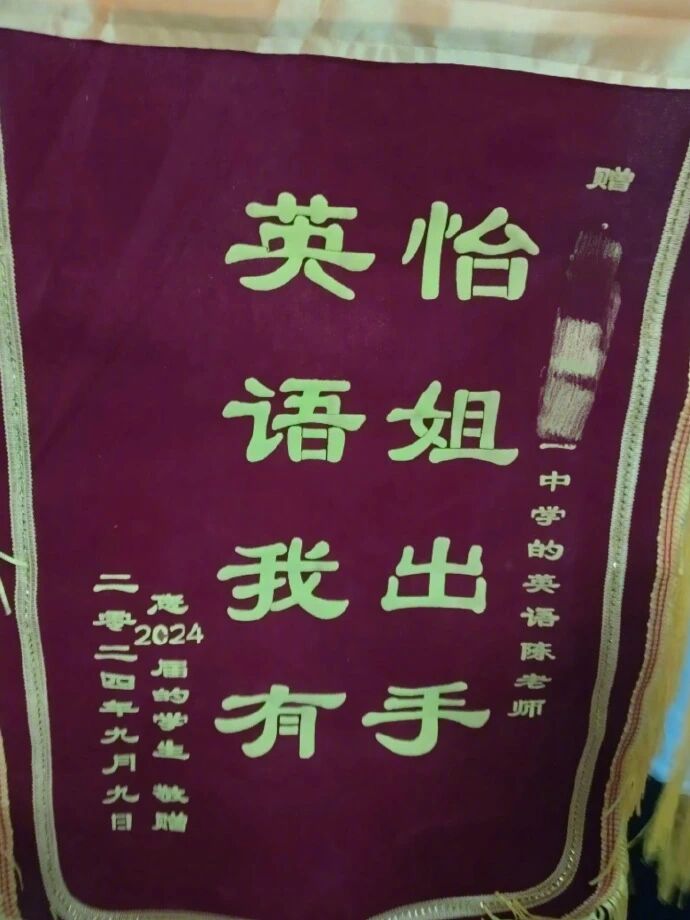 赠
一中学的英语陈老师
怡姐出手
英语我有
您2024届的学生 敬赠
二零二四年九月九日